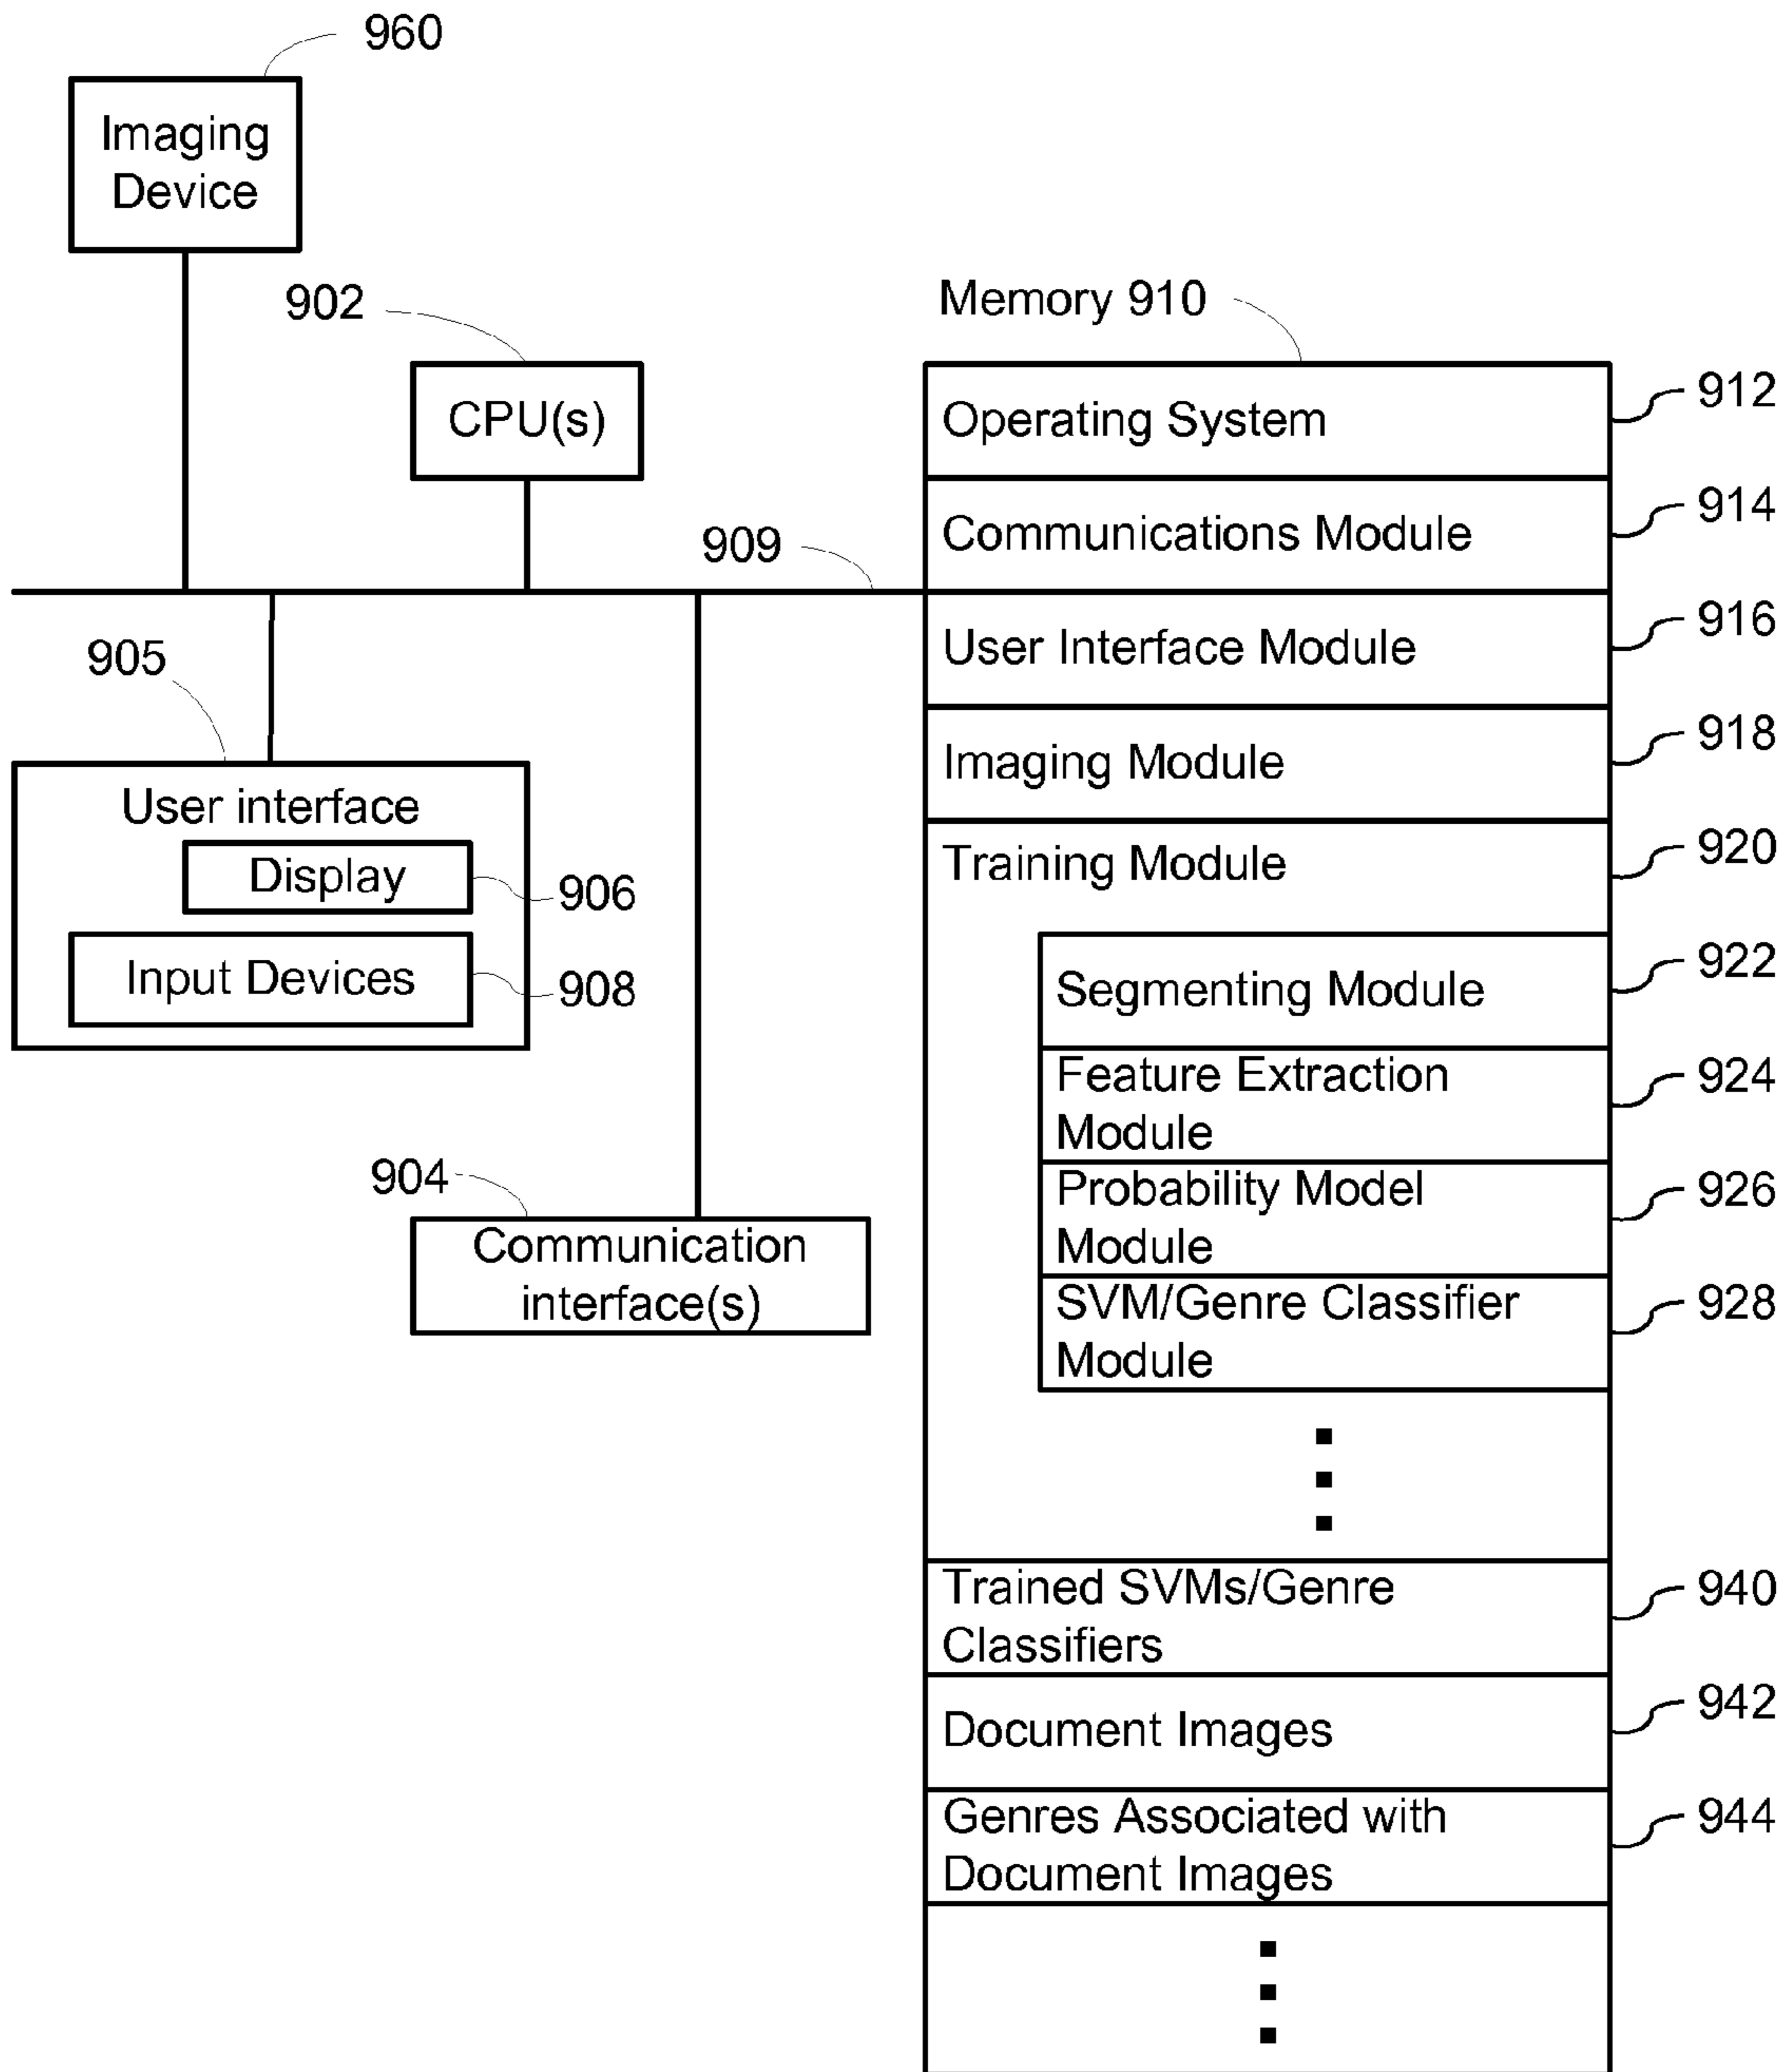 960
Imaging
Device
902
CPU(s)
909
905
User interface
Display
906
Input Devices
908
904
Communication
interface(s)
Memory 910
Operating System
912
Communications Module
914
User Interface Module
916
Imaging Module
918
Training Module
920
Segmenting Module
922
Feature Extraction
Module
924
Probability Model
Module
926
SVM/Genre Classifier
Module
928
Trained SVMs/Genre
Classifiers
940
Document Images
942
Genres Associated with
Document Images
944